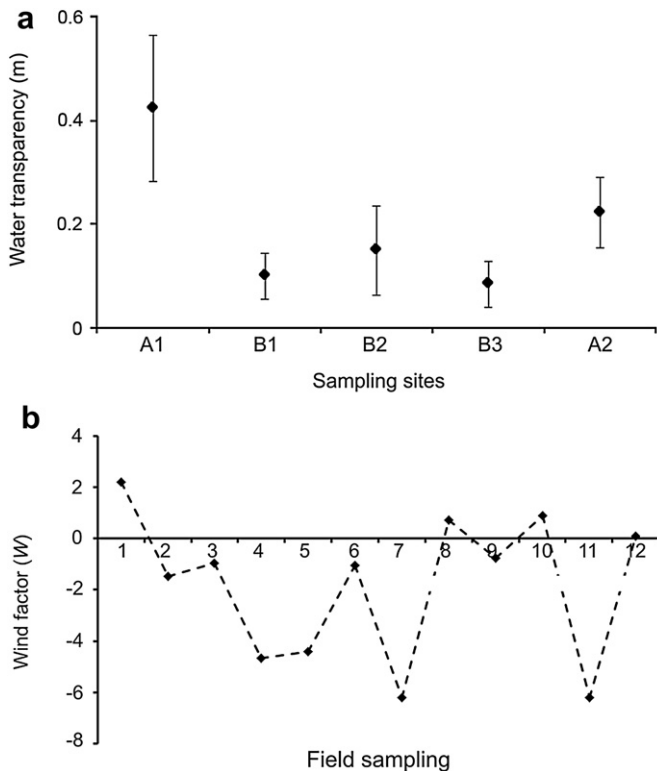 a
0.6
0.4
0.2
0
Water transparency (m)
A1 B1 B2 B3 A2
Sampling sites
b
4
2
0
-2
-4
-6
-8
Wind factor (W)
1 2 3 4 5 6 7 8 9 10 11 12
Field sampling